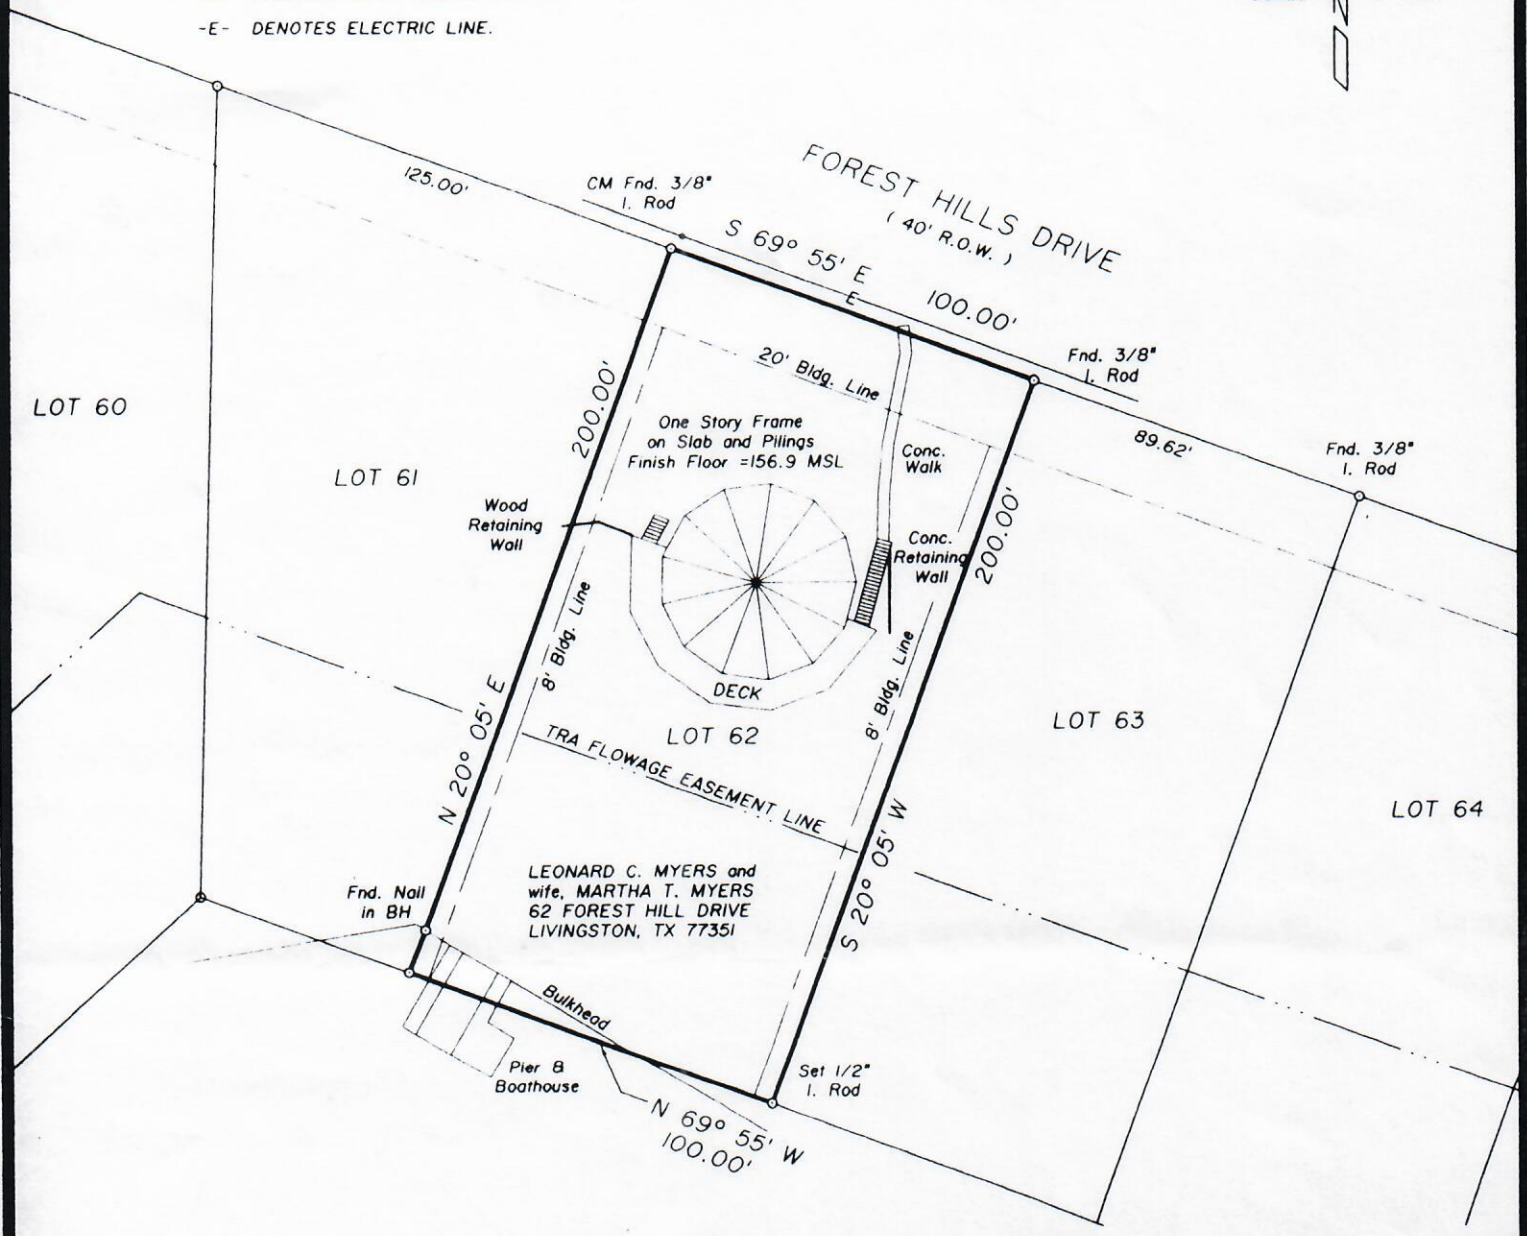 -E- DENOTES ELECTRIC LINE.
125.00'
CM Fnd. 3/8"
I. Rod
FOREST HILLS DRIVE
( 40' R.O.W. )
S 69° 55' E
100.00'
E
Fnd. 3/8"
I. Rod
20' Bldg. Line
89.62'
Fnd. 3/8"
I. Rod
LOT 60
LOT 61
200.00'
One Story Frame
on Slab and Pilings
Finish Floor =156.9 MSL
Conc.
Walk
Wood
Retaining
Wall
Conc.
Retaining
Wall
200.00'
8' Bldg. Line
8' Bldg. Line
DECK
N 20° 05' E
LOT 62
LOT 63
TRA FLOWAGE EASEMENT LINE
LOT 64
S 20° 05' W
LEONARD C. MYERS and
wife, MARTHA T. MYERS
62 FOREST HILL DRIVE
LIVINGSTON, TX 77351
Fnd. Nail
in BH
Bulkhead
Pier &
Boathouse
Set 1/2"
I. Rod
N 69° 55' W
100.00'